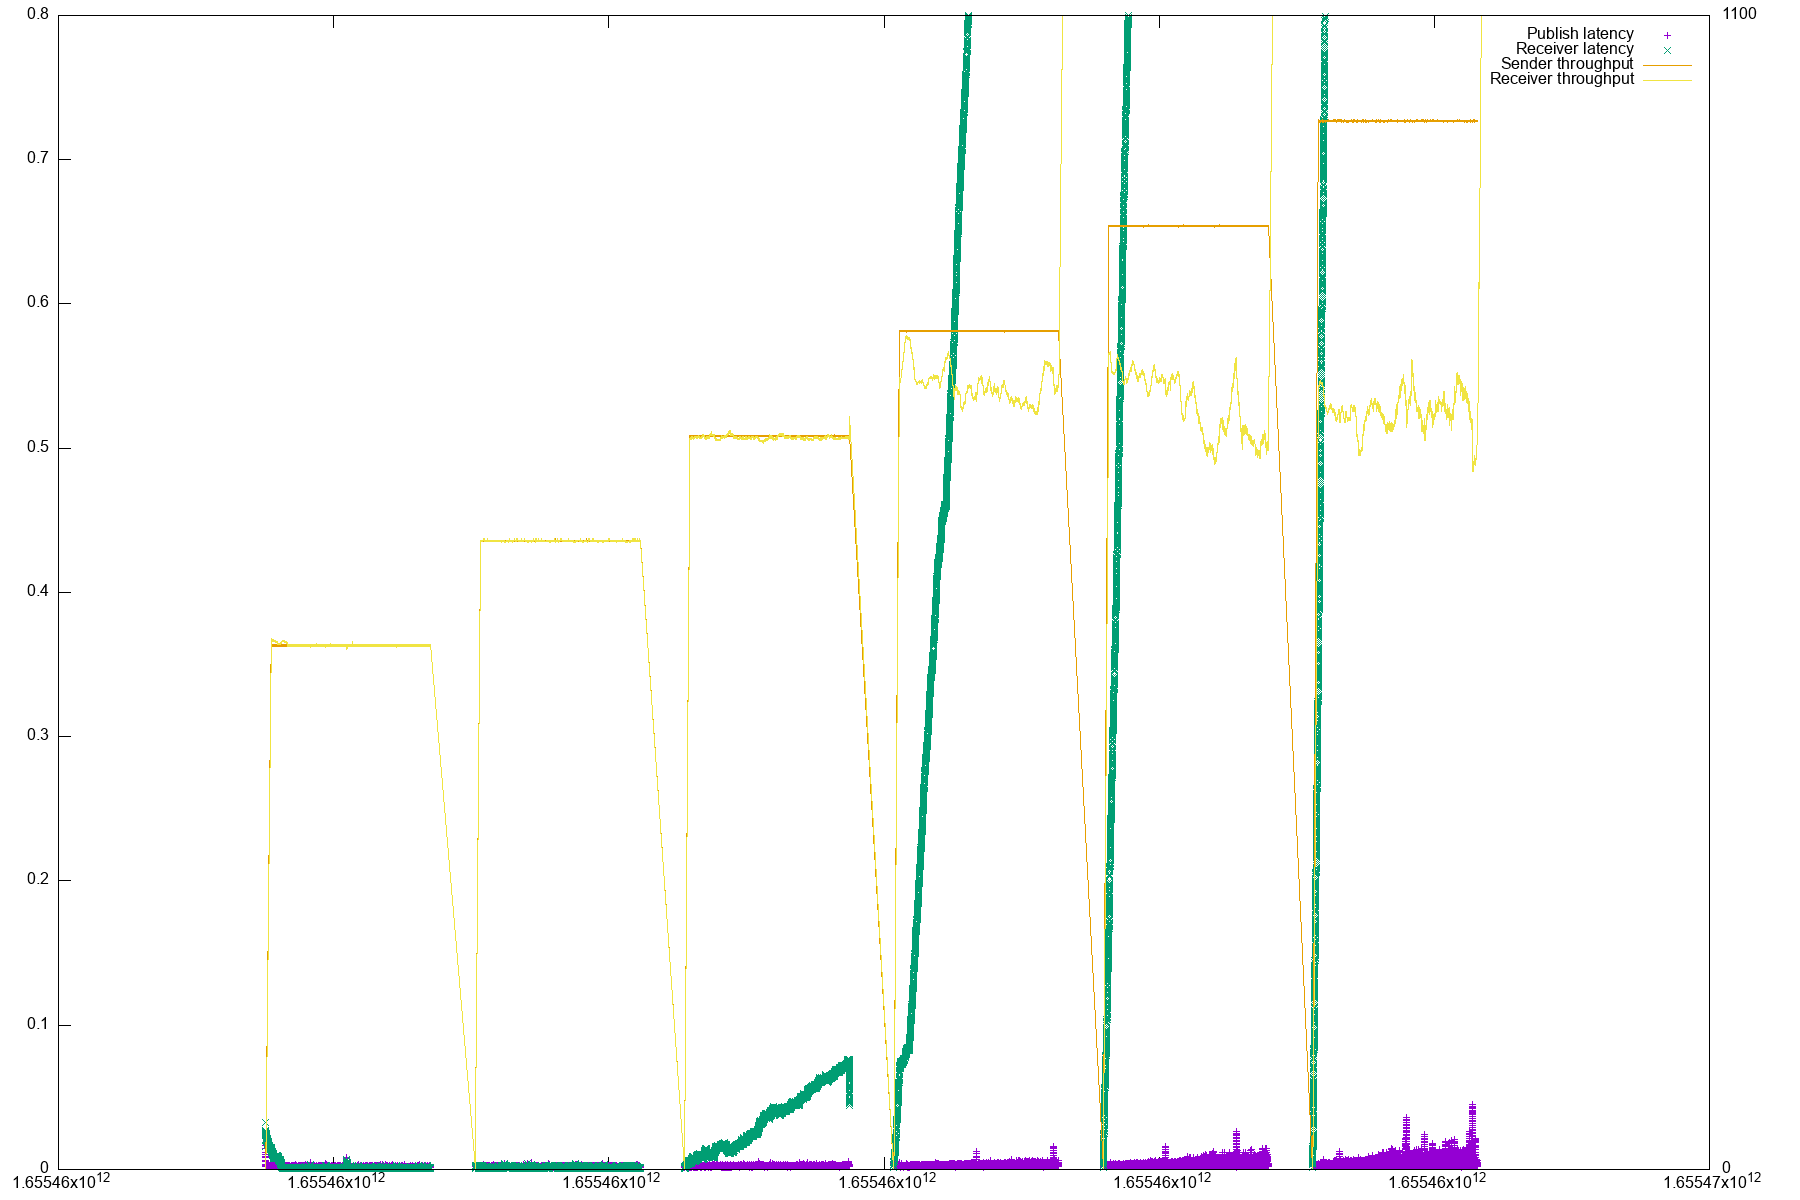 0.8
1100
Publish latency
Receiver latency
Sender throughput
Receiver throughput
0.7
0.6
0.5
0.4
0.3
0.2
0.1
0
0
1.65546x10^12
1.65546x10^12
1.65546x10^12
1.65546x10^12
1.65546x10^12
1.65546x10^12
1.65547x10^12